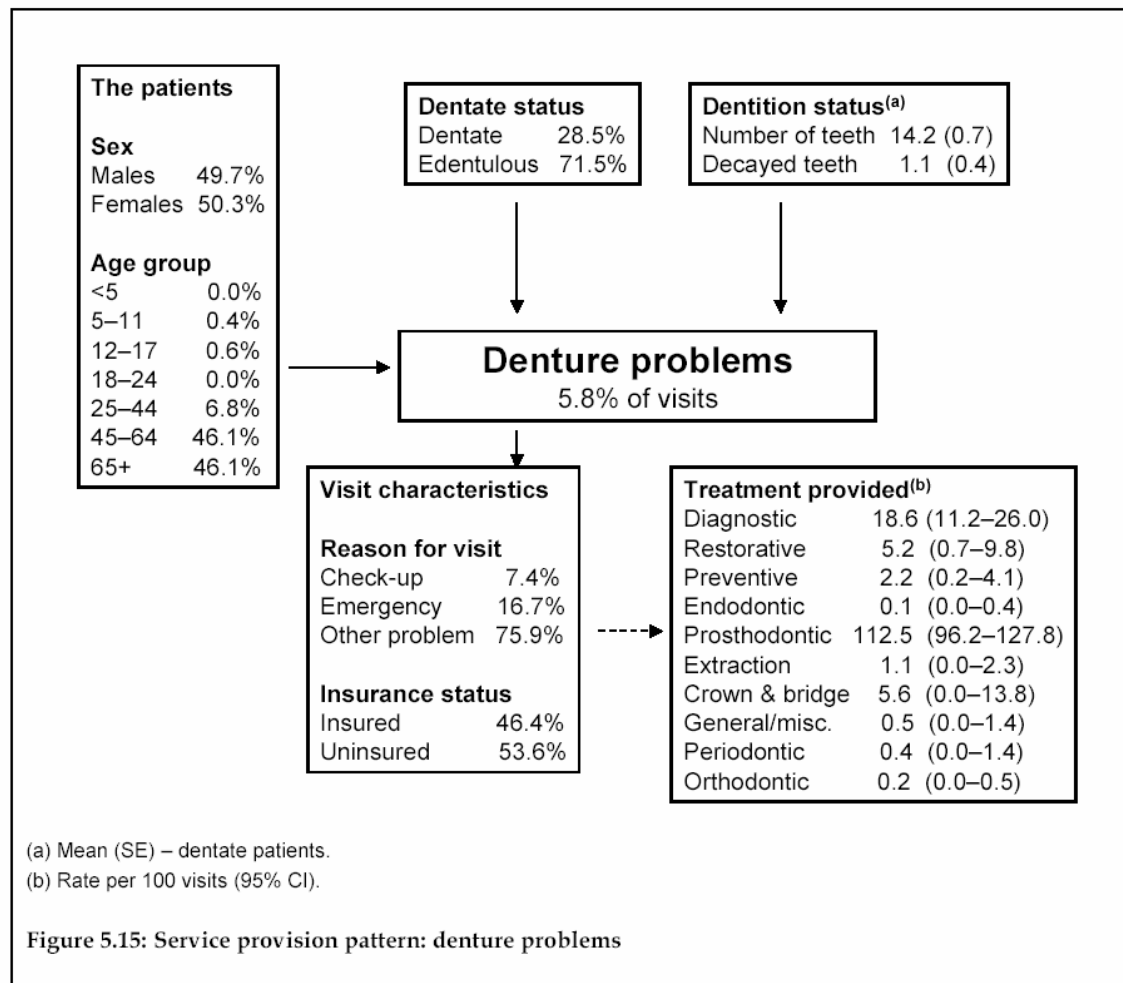 The patients
Sex
Males 49.7%
Females 50.3%
Age group
<5 0.0%
5–11 0.4%
12–17 0.6%
18–24 0.0%
25–44 6.8%
45–64 46.1%
65+ 46.1%
Dentate status
Dentate 28.5%
Edentulous 71.5%
Dentition status(a)
Number of teeth 14.2 (0.7)
Decayed teeth 1.1 (0.4)
Denture problems
5.8% of visits
Visit characteristics
Reason for visit
Check-up 7.4%
Emergency 16.7%
Other problem 75.9%
Insurance status
Insured 46.4%
Uninsured 53.6%
Treatment provided(b)
Diagnostic 18.6 (11.2–26.0)
Restorative 5.2 (0.7–9.8)
Preventive 2.2 (0.2–4.1)
Endodontic 0.1 (0.0–0.4)
Prosthodontic 112.5 (96.2–127.8)
Extraction 1.1 (0.0–2.3)
Crown & bridge 5.6 (0.0–13.8)
General/misc. 0.5 (0.0–1.4)
Periodontic 0.4 (0.0–1.4)
Orthodontic 0.2 (0.0–0.5)
(a) Mean (SE) – dentate patients.
(b) Rate per 100 visits (95% CI).
Figure 5.15: Service provision pattern: denture problems